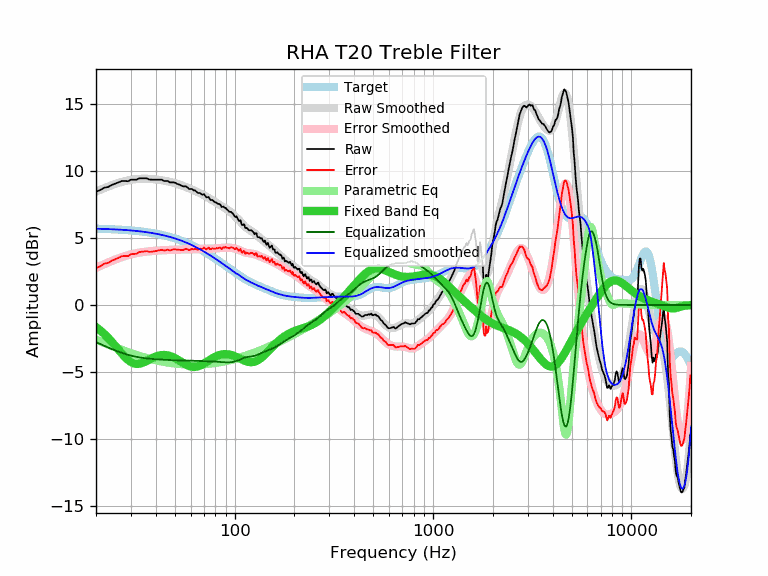 RHA T20 Treble Filter
Target
Raw Smoothed
Error Smoothed
Raw
Error
Parametric Eq
Fixed Band Eq
Equalization
Equalized smoothed
Amplitude (dBr)
15
10
5
0
−5
−10
−15
100 1000 10000
Frequency (Hz)